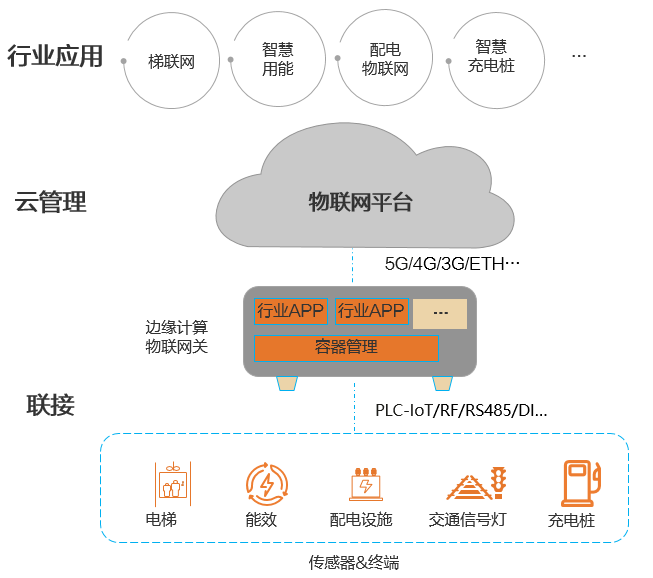 行业应用
梯联网
智慧
用能
配电
物联网
智慧
充电桩
...
云管理
物联网平台
5G/4G/3G/ETH…
边缘计算
物联网关
行业APP
行业APP
...
容器管理
联接
PLC-IoT/RF/RS485/DI...
电梯
能效
配电设施
交通信号灯
充电桩
传感器&终端